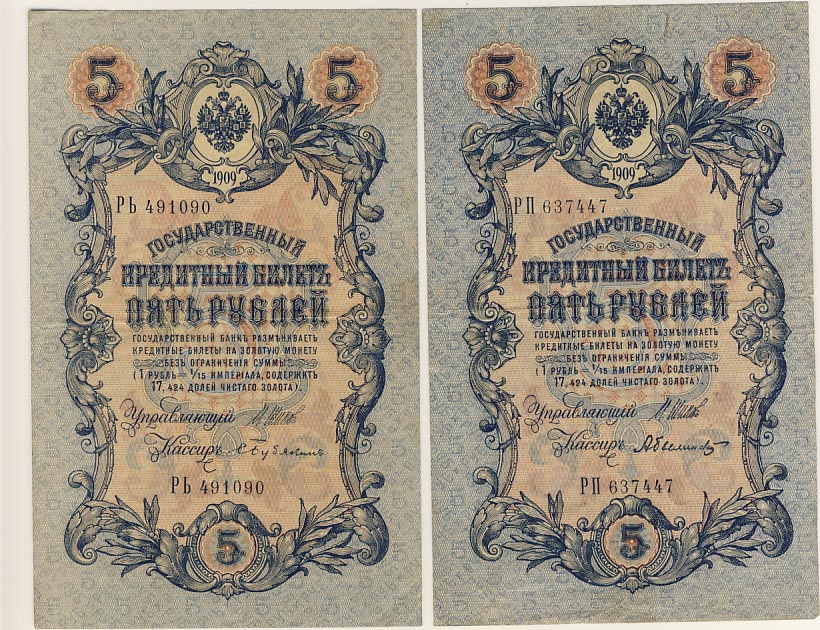 5 5
1909
РЬ 491090
ГОСУДАРСТВЕННЫЙ
КРЕДИТНЫЙ БИЛЕТЪ
ПЯТЬ РУБЛЕЙ
ГОСУДАРСТВЕННЫЙ БАНКЪ РАЗМѢНИВАЕТЪ
КРЕДИТНЫЕ БИЛЕТЫ НА ЗОЛОТУЮ МОНЕТУ
БЕЗЪ ОГРАНИЧЕНІЯ СУММЫ
(1 РУБЛЬ = 1/15 ИМПЕРІАЛА, СОДЕРЖИТЪ
17,424 ДОЛЕЙ ЧИСТАГО ЗОЛОТА).
Управляющій
Кассиръ
РЬ 491090
5
5 5
1909
РП 637447
ГОСУДАРСТВЕННЫЙ
КРЕДИТНЫЙ БИЛЕТЪ
ПЯТЬ РУБЛЕЙ
ГОСУДАРСТВЕННЫЙ БАНКЪ РАЗМѢНИВАЕТЪ
КРЕДИТНЫЕ БИЛЕТЫ НА ЗОЛОТУЮ МОНЕТУ
БЕЗЪ ОГРАНИЧЕНІЯ СУММЫ
(1 РУБЛЬ = 1/15 ИМПЕРІАЛА, СОДЕРЖИТЪ
17,424 ДОЛЕЙ ЧИСТАГО ЗОЛОТА).
Управляющій
Кассиръ
РП 637447
5